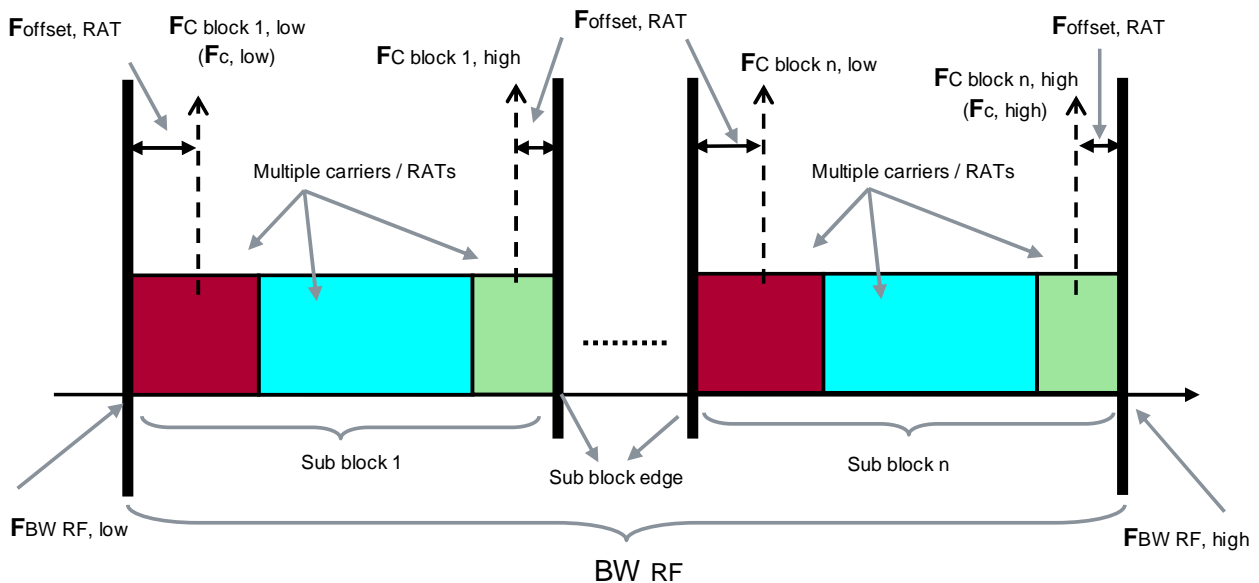 Foffset, RAT
FC block 1, low
(Fc, low)
FC block 1, high
Foffset, RAT
FC block n, low
Foffset, RAT
FC block n, high
(Fc, high)
Multiple carriers / RATs
Multiple carriers / RATs
Sub block 1
Sub block edge
Sub block n
FBW RF, low
FBW RF, high
BW RF